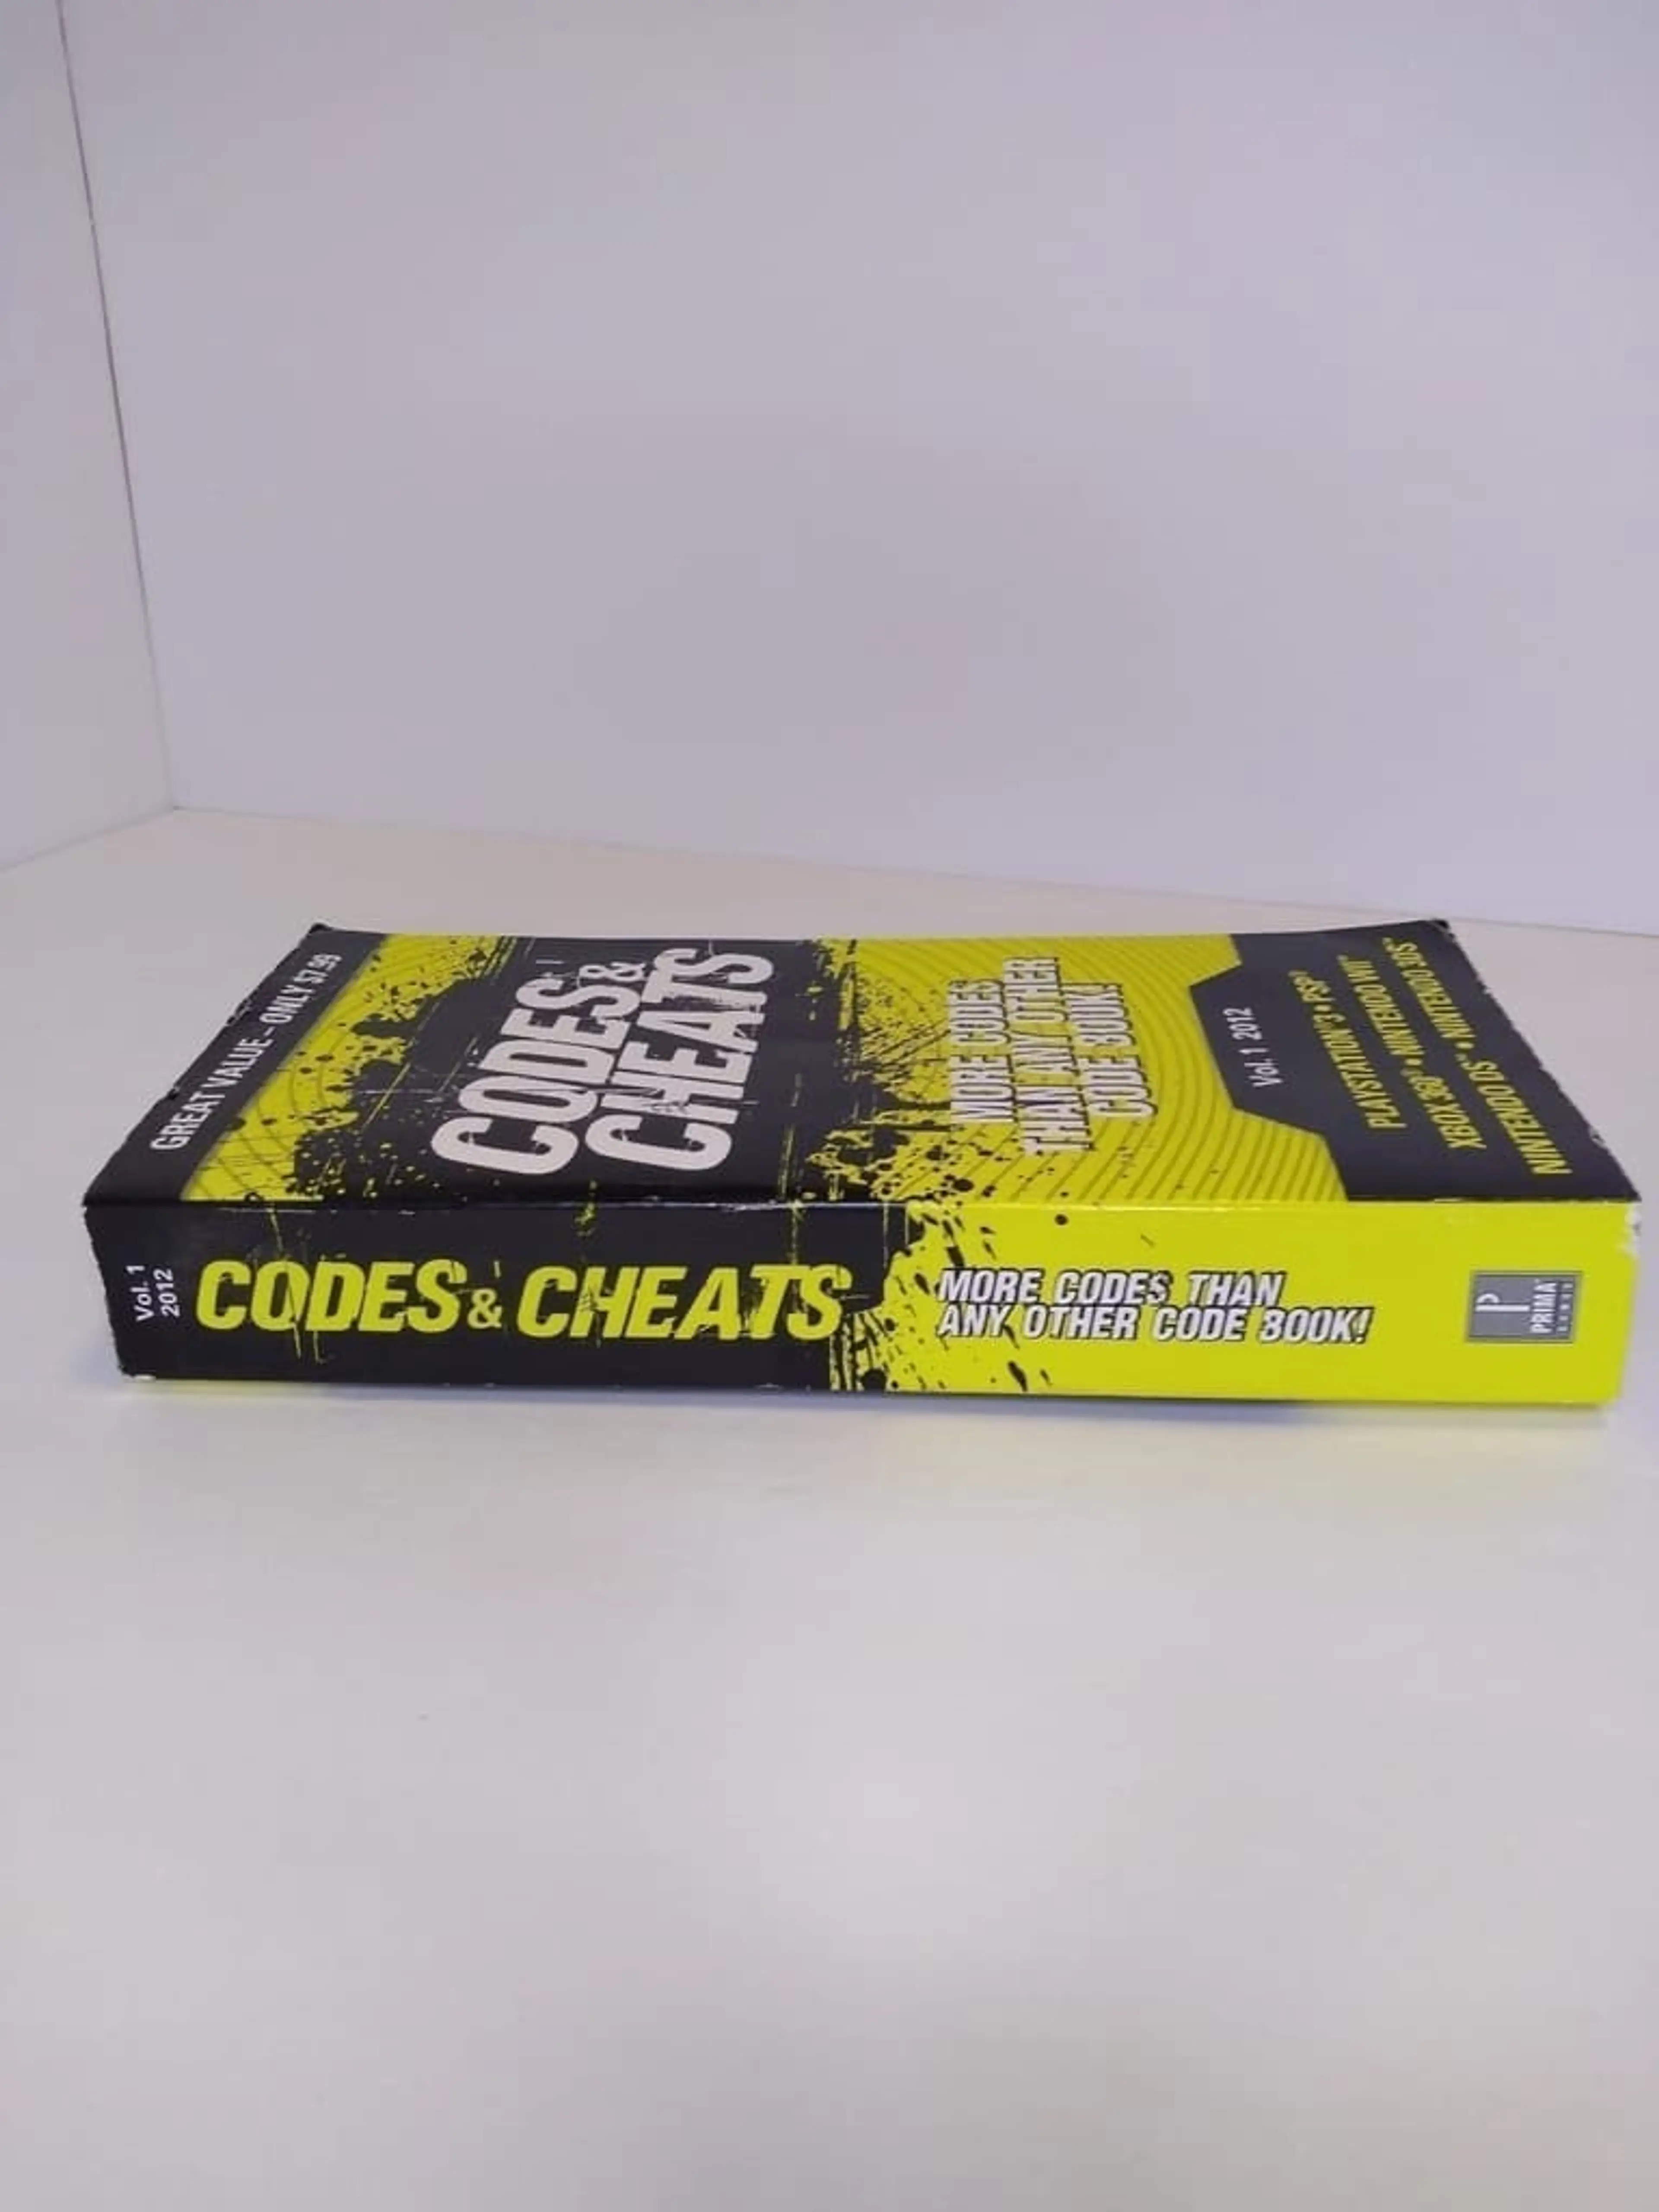 GREAT VALUE – ONLY $7.99
CODES &
CHEATS
MORE CODES
THAN ANY OTHER
CODE BOOK!
Vol. 1 2012
PLAYSTATION® 3 • PSP®
XBOX 360® • NINTENDO WII™
NINTENDO DS™ • NINTENDO 3DS™
Vol. 1
2012
CODES & CHEATS
MORE CODES THAN
ANY OTHER CODE BOOK!
P
PRIMA